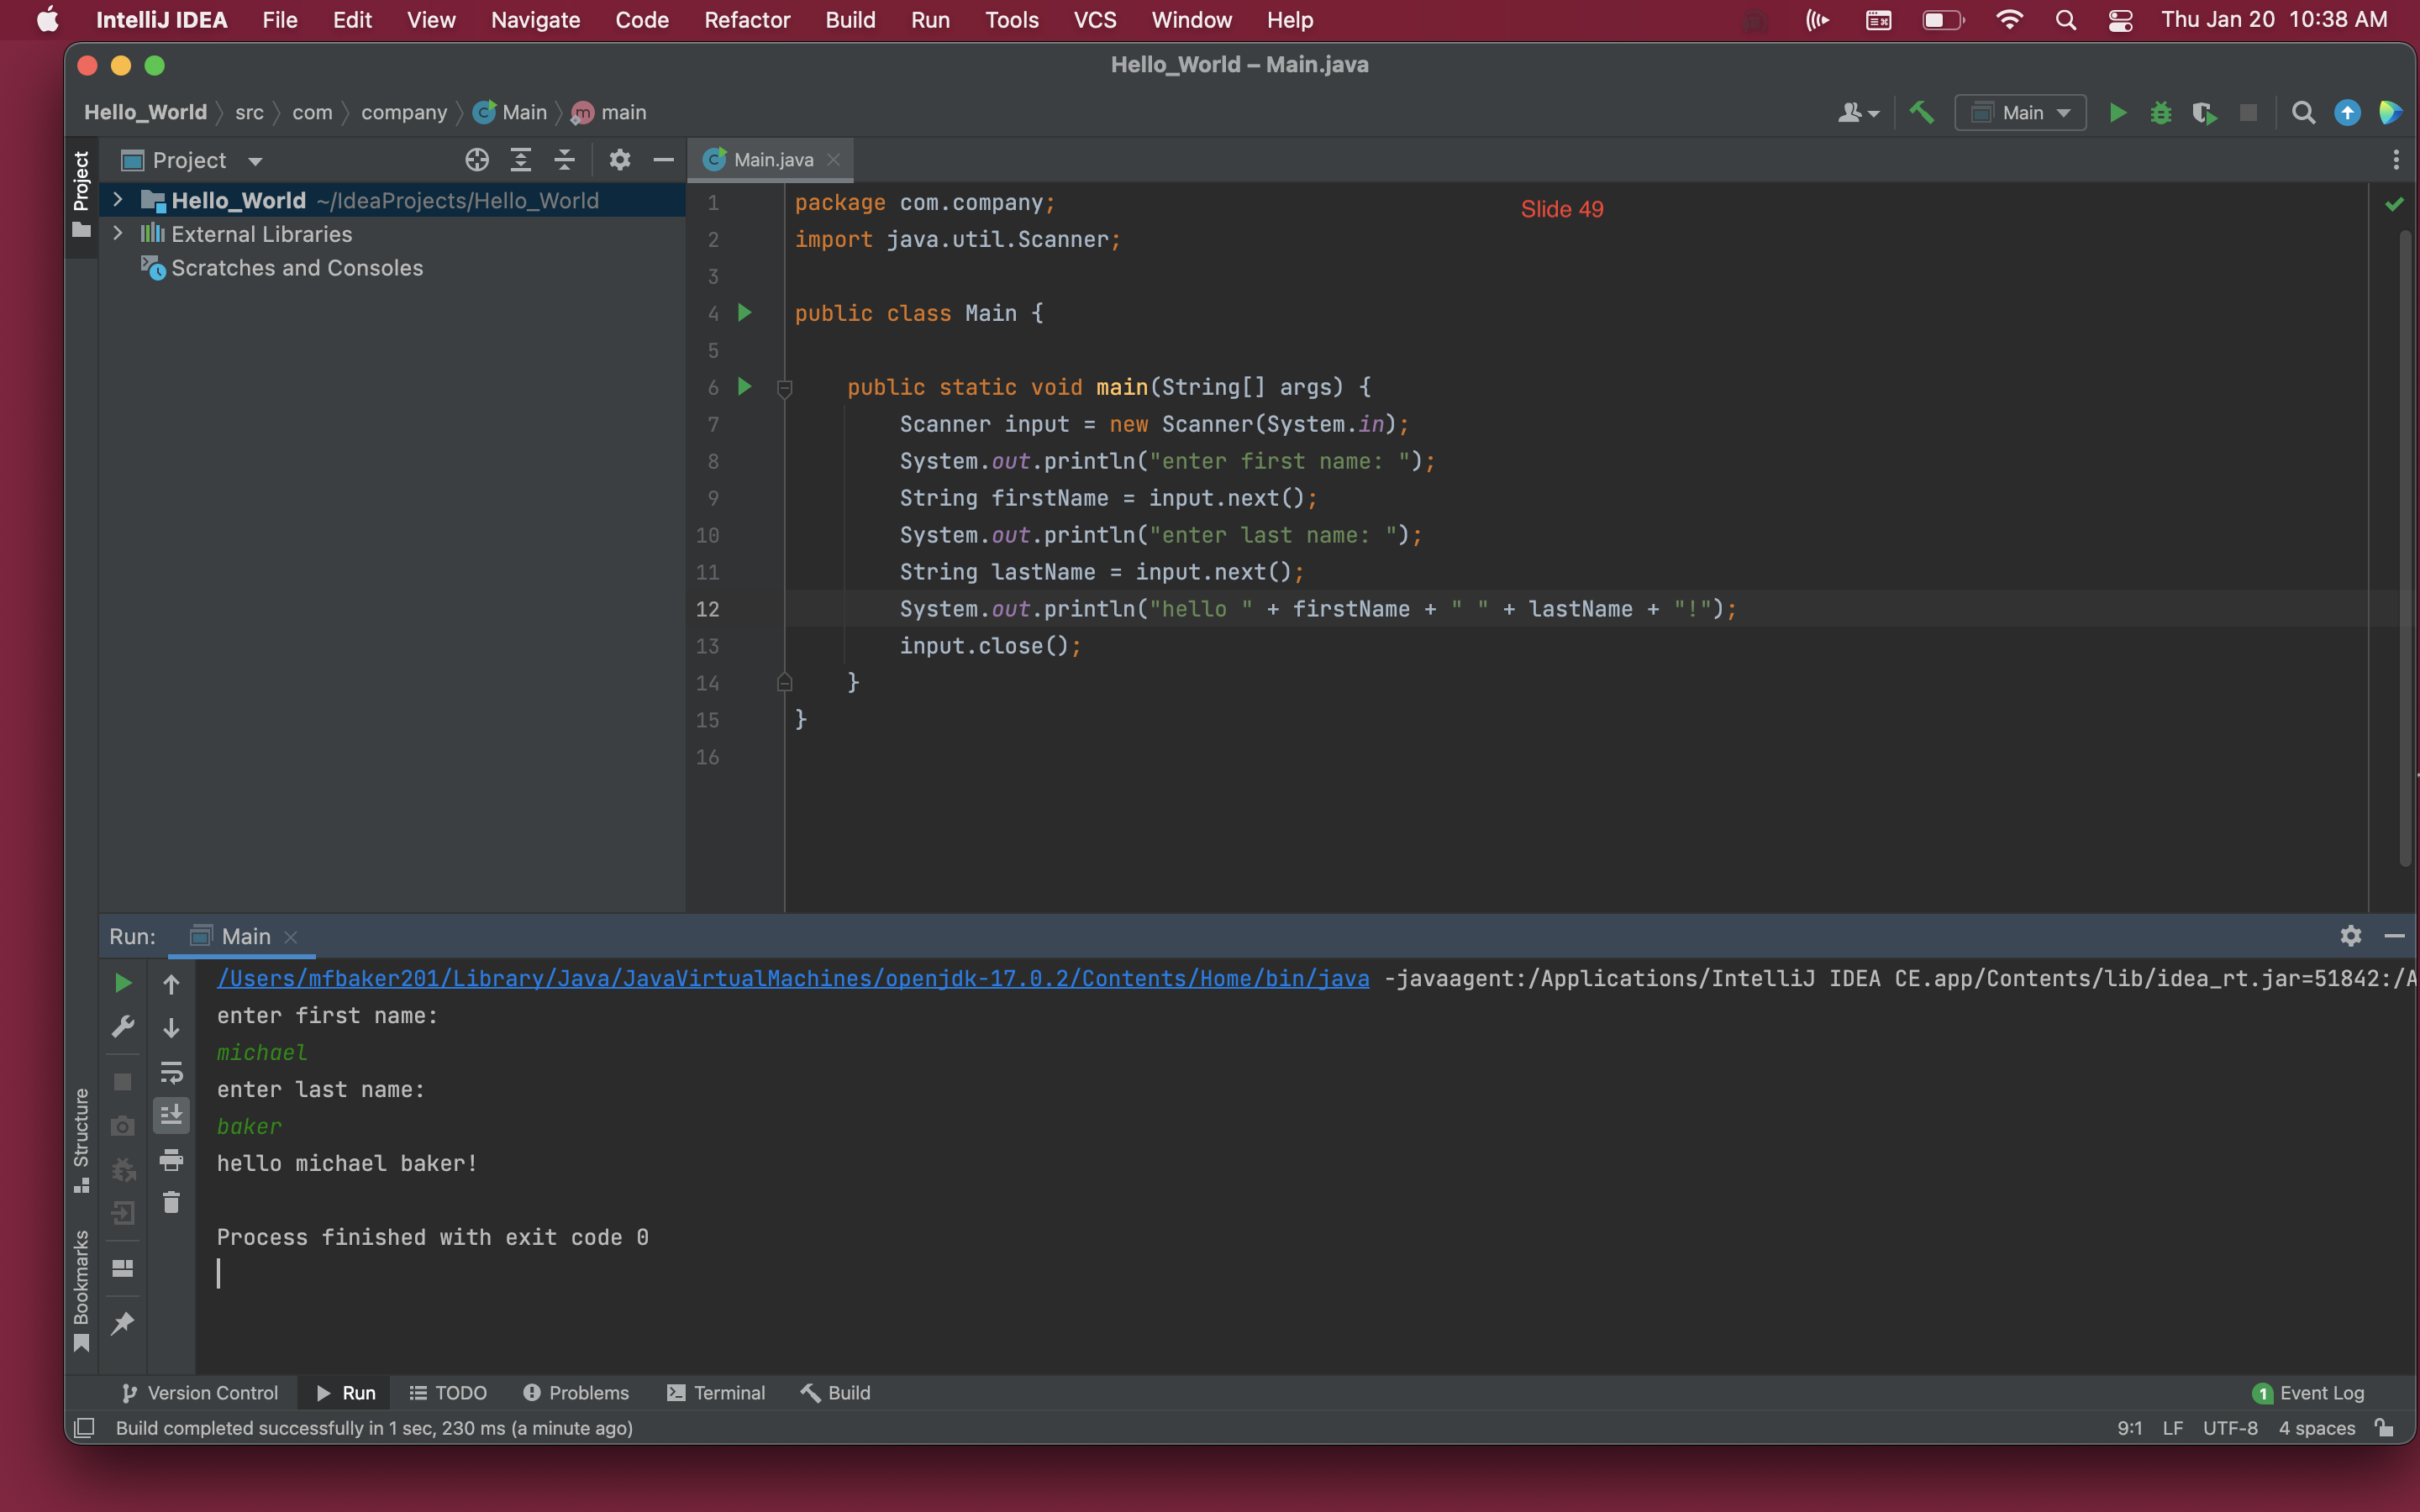 IntelliJ IDEA File Edit View Navigate Code Refactor Build Run Tools VCS Window Help Thu Jan 20 10:38 AM
Hello_World – Main.java
Hello_World src com company Main main
Main
Project
Project
Hello_World ~/IdeaProjects/Hello_World
External Libraries
Scratches and Consoles
Main.java
Slide 49
1 package com.company;
2 import java.util.Scanner;
3
4 public class Main {
5
6 public static void main(String[] args) {
7 Scanner input = new Scanner(System.in);
8 System.out.println("enter first name: ");
9 String firstName = input.next();
10 System.out.println("enter last name: ");
11 String lastName = input.next();
12 System.out.println("hello " + firstName + " " + lastName + "!");
13 input.close();
14 }
15 }
16
Run: Main
/Users/mfbaker201/Library/Java/JavaVirtualMachines/openjdk-17.0.2/Contents/Home/bin/java -javaagent:/Applications/IntelliJ IDEA CE.app/Contents/lib/idea_rt.jar=51842:/A
enter first name:
michael
enter last name:
baker
hello michael baker!
Process finished with exit code 0
Structure
Bookmarks
Version Control Run TODO Problems Terminal Build 1 Event Log
Build completed successfully in 1 sec, 230 ms (a minute ago) 9:1 LF UTF-8 4 spaces